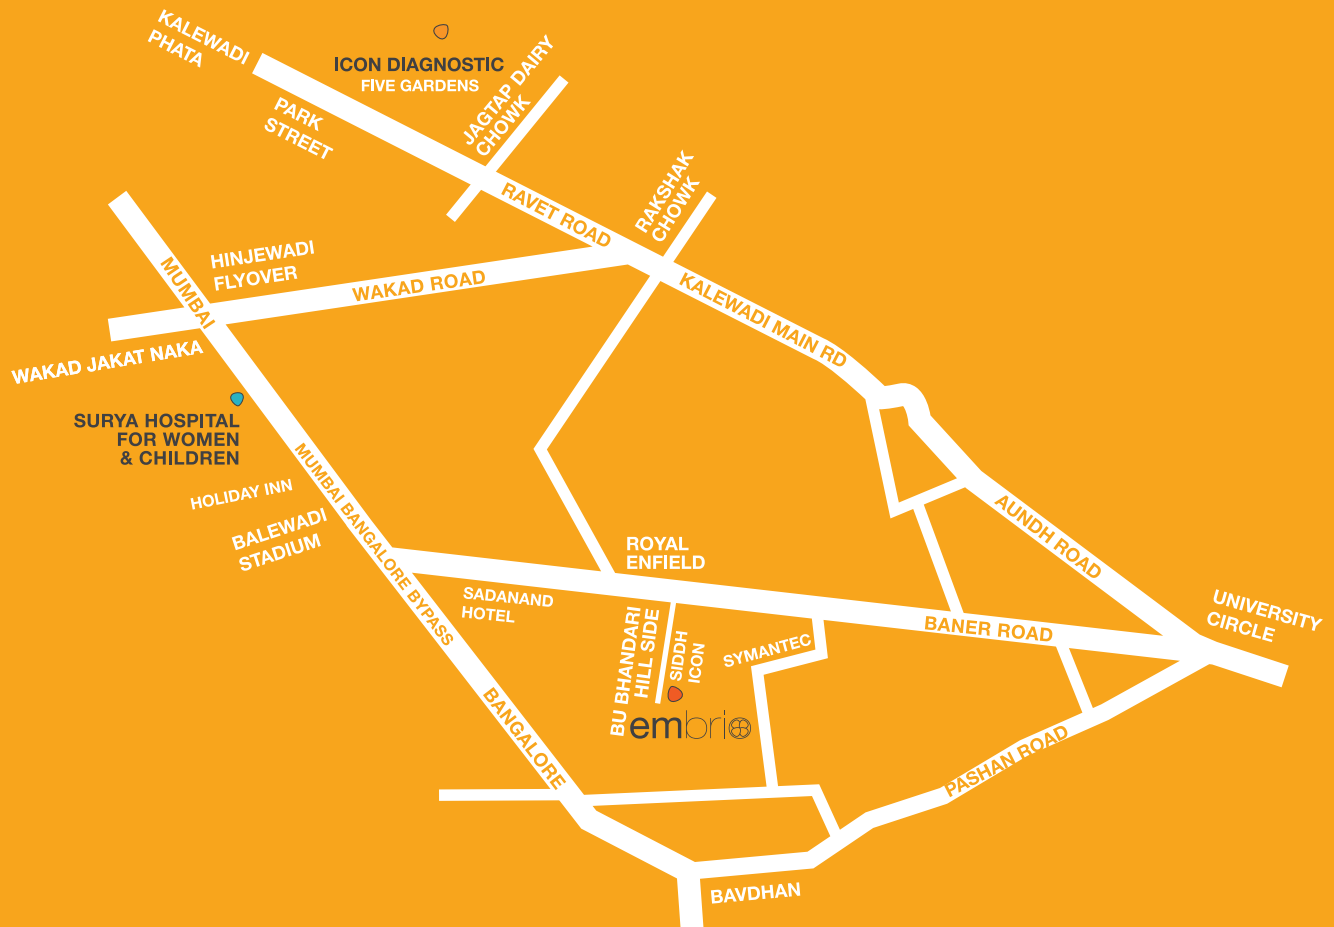 KALEWADI
PHATA
ICON DIAGNOSTIC
FIVE GARDENS
JAGTAP DAIRY
CHOWK
PARK
STREET
RAVET ROAD
RAKSHAK
CHOWK
HINJEWADI
FLYOVER
MUMBAI
WAKAD ROAD
KALEWADI MAIN RD
WAKAD JAKAT NAKA
SURYA HOSPITAL
FOR WOMEN
& CHILDREN
HOLIDAY INN
BALEWADI
STADIUM
MUMBAI BANGALORE BYPASS
ROYAL
ENFIELD
AUNDH ROAD
SADANAND
HOTEL
BU BHANDARI
HILL SIDE
SIDDH
ICON
SYMANTEC
BANER ROAD
UNIVERSITY
CIRCLE
embrio
BANGALORE
PASHAN ROAD
BAVDHAN